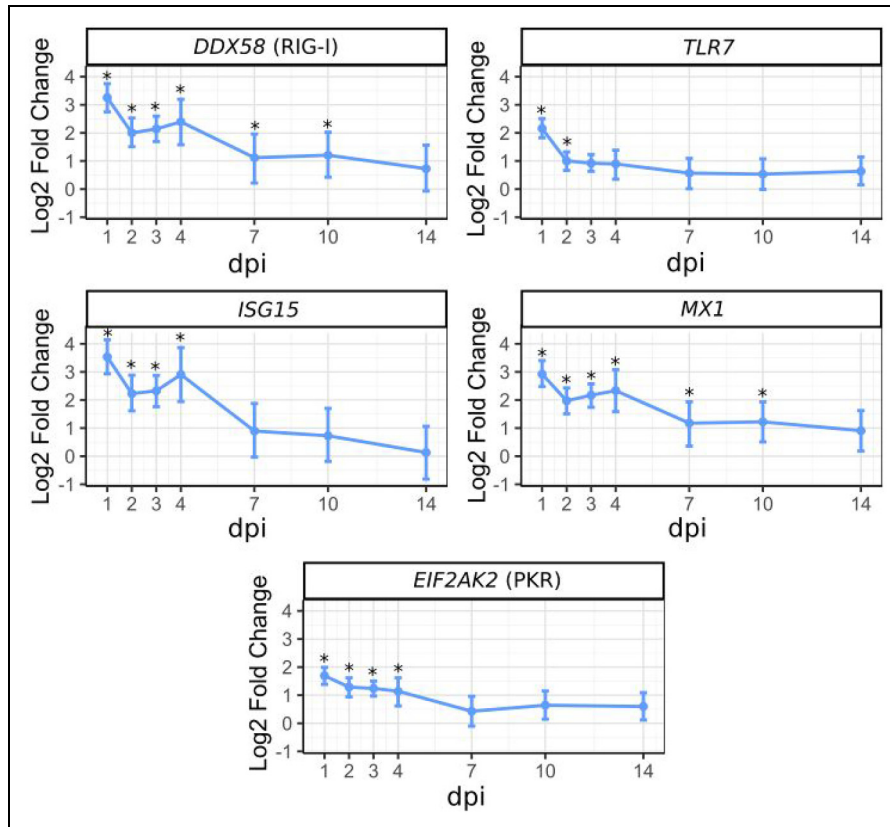 DDX58 (RIG-I)
TLR7
Log2 Fold Change
4
3
2
1
0
-1
* * * * * *
1 2 3 4 7 10 14
dpi
Log2 Fold Change
4
3
2
1
0
-1
* *
1 2 3 4 7 10 14
dpi
ISG15
MX1
Log2 Fold Change
4
3
2
1
0
-1
* * * *
1 2 3 4 7 10 14
dpi
Log2 Fold Change
4
3
2
1
0
-1
* * * * * *
1 2 3 4 7 10 14
dpi
EIF2AK2 (PKR)
Log2 Fold Change
4
3
2
1
0
-1
* * * *
1 2 3 4 7 10 14
dpi